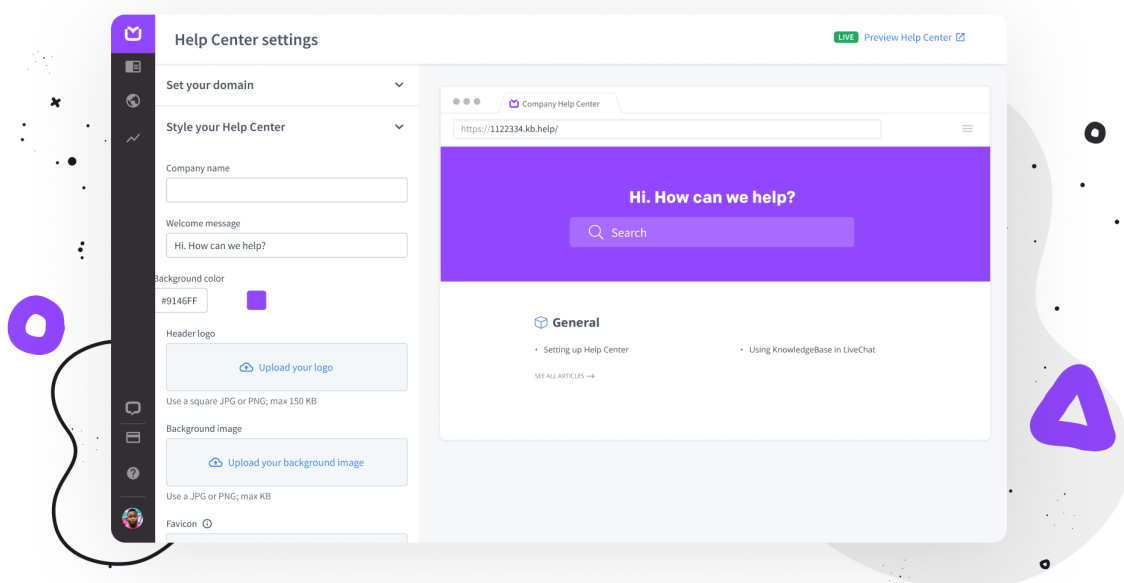 Help Center settings
LIVE Preview Help Center
Set your domain
Style your Help Center
Company name
Welcome message
Hi. How can we help?
Background color
#9146FF
Header logo
Upload your logo
Use a square JPG or PNG; max 150 KB
Background image
Upload your background image
Use a JPG or PNG; max KB
Favicon
Company Help Center
https://1122334.kb.help/
Hi. How can we help?
Search
General
• Setting up Help Center
• Using KnowledgeBase in LiveChat
SEE ALL ARTICLES →